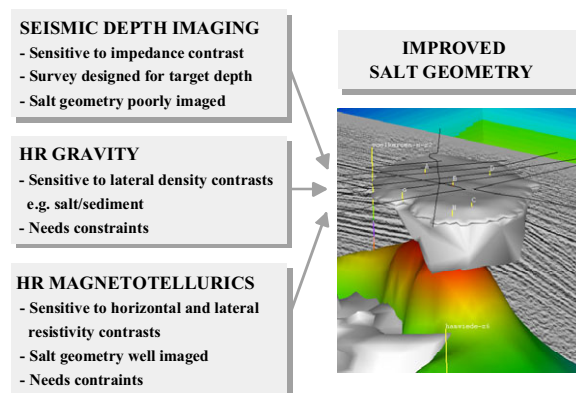 SEISMIC DEPTH IMAGING
- Sensitive to impedance contrast
- Survey designed for target depth
- Salt geometry poorly imaged
HR GRAVITY
- Sensitive to lateral density contrasts
e.g. salt/sediment
- Needs constraints
HR MAGNETOTELLURICS
- Sensitive to horizontal and lateral
resistivity contrasts
- Salt geometry well imaged
- Needs contraints
IMPROVED
SALT GEOMETRY